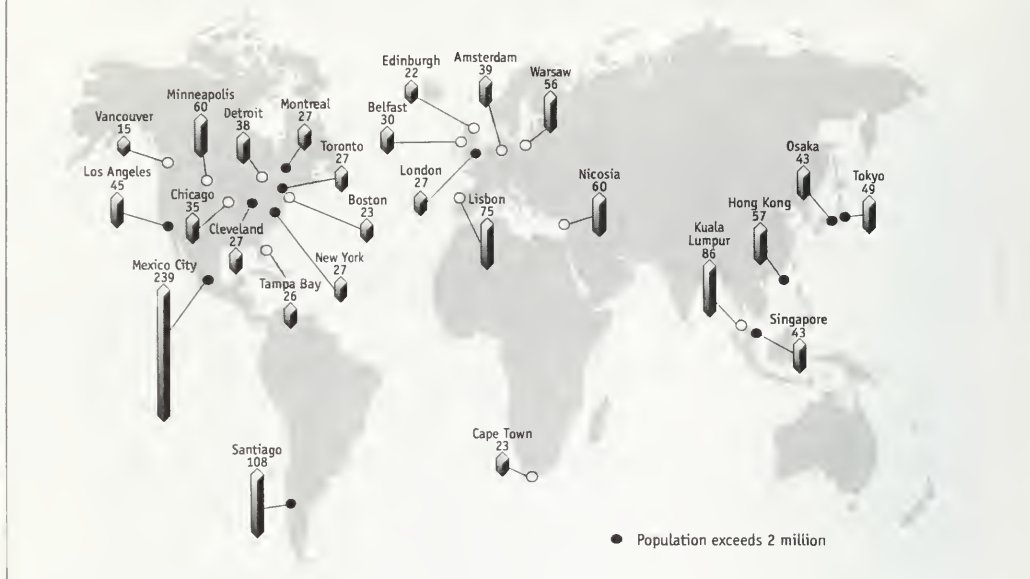 Vancouver
15
Minneapolis
60
Detroit
38
Montreal
27
Toronto
27
Los Angeles
45
Chicago
35
Cleveland
27
Boston
23
New York
27
Tampa Bay
26
Mexico City
239
Santiago
108
Edinburgh
22
Amsterdam
39
Warsaw
56
Belfast
30
London
27
Lisbon
75
Nicosia
60
Cape Town
23
Osaka
43
Tokyo
49
Hong Kong
57
Kuala
Lumpur
86
Singapore
43
Population exceeds 2 million